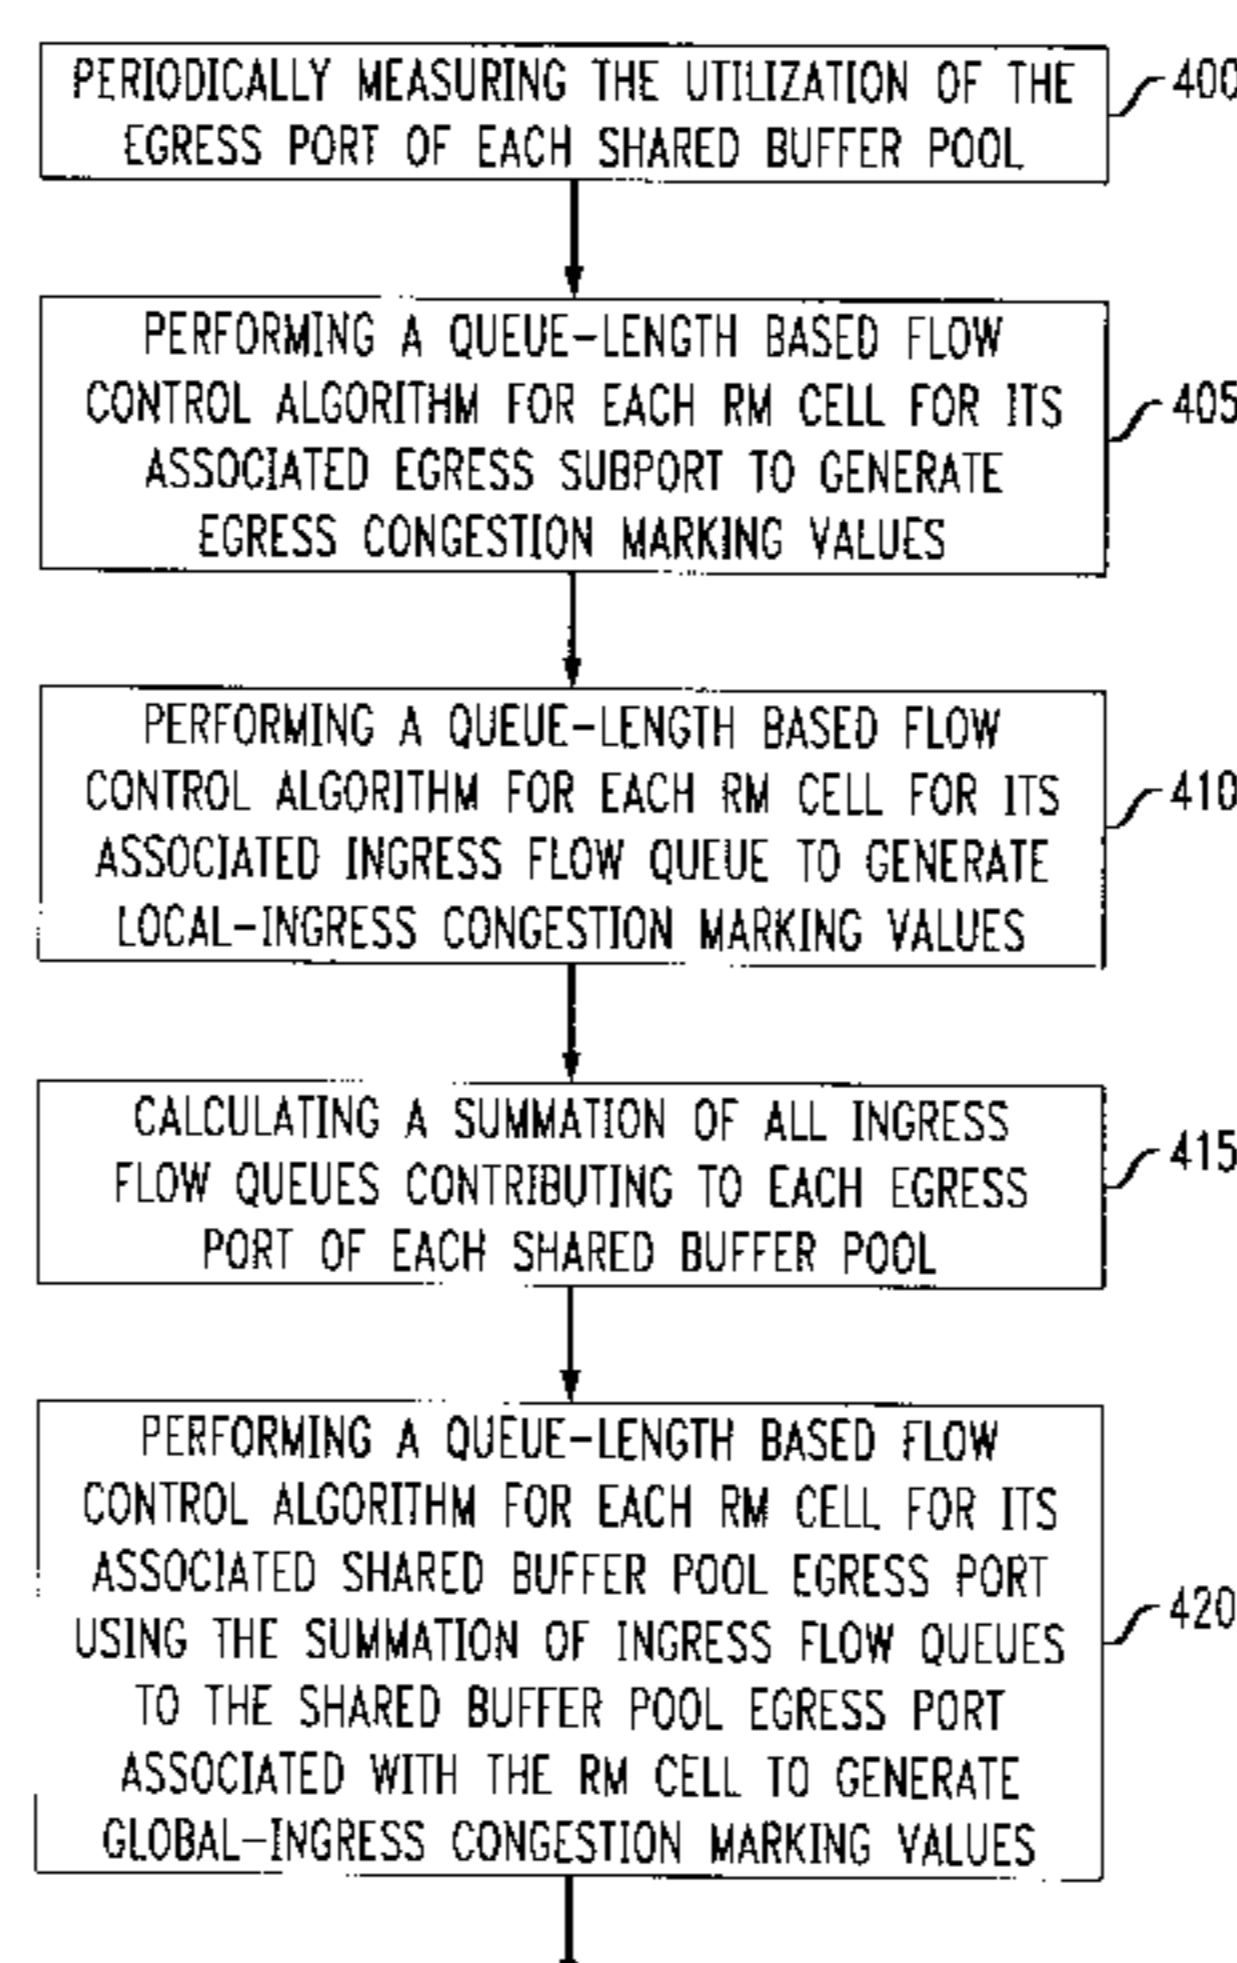 PERIODICALLY MEASURING THE UTILIZATION OF THE
EGRESS PORT OF EACH SHARED BUFFER POOL
400
PERFORMING A QUEUE-LENGTH BASED FLOW
CONTROL ALGORITHM FOR EACH RM CELL FOR ITS
ASSOCIATED EGRESS SUBPORT TO GENERATE
EGRESS CONGESTION MARKING VALUES
405
PERFORMING A QUEUE-LENGTH BASED FLOW
CONTROL ALGORITHM FOR EACH RM CELL FOR ITS
ASSOCIATED INGRESS FLOW QUEUE TO GENERATE
LOCAL-INGRESS CONGESTION MARKING VALUES
410
CALCULATING A SUMMATION OF ALL INGRESS
FLOW QUEUES CONTRIBUTING TO EACH EGRESS
PORT OF EACH SHARED BUFFER POOL
415
PERFORMING A QUEUE-LENGTH BASED FLOW
CONTROL ALGORITHM FOR EACH RM CELL FOR ITS
ASSOCIATED SHARED BUFFER POOL EGRESS PORT
USING THE SUMMATION OF INGRESS FLOW QUEUES
TO THE SHARED BUFFER POOL EGRESS PORT
ASSOCIATED WITH THE RM CELL TO GENERATE
GLOBAL-INGRESS CONGESTION MARKING VALUES
420